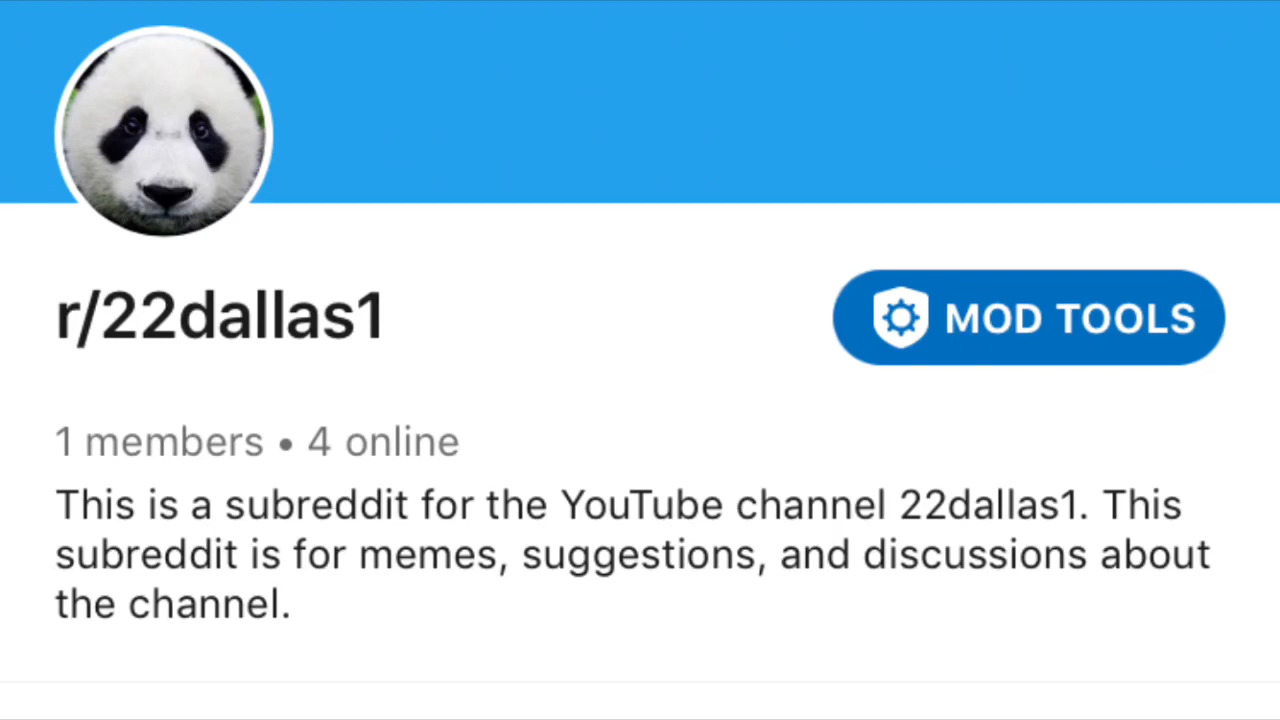 r/22dallas1
MOD TOOLS
1 members • 4 online
This is a subreddit for the YouTube channel 22dallas1. This
subreddit is for memes, suggestions, and discussions about
the channel.